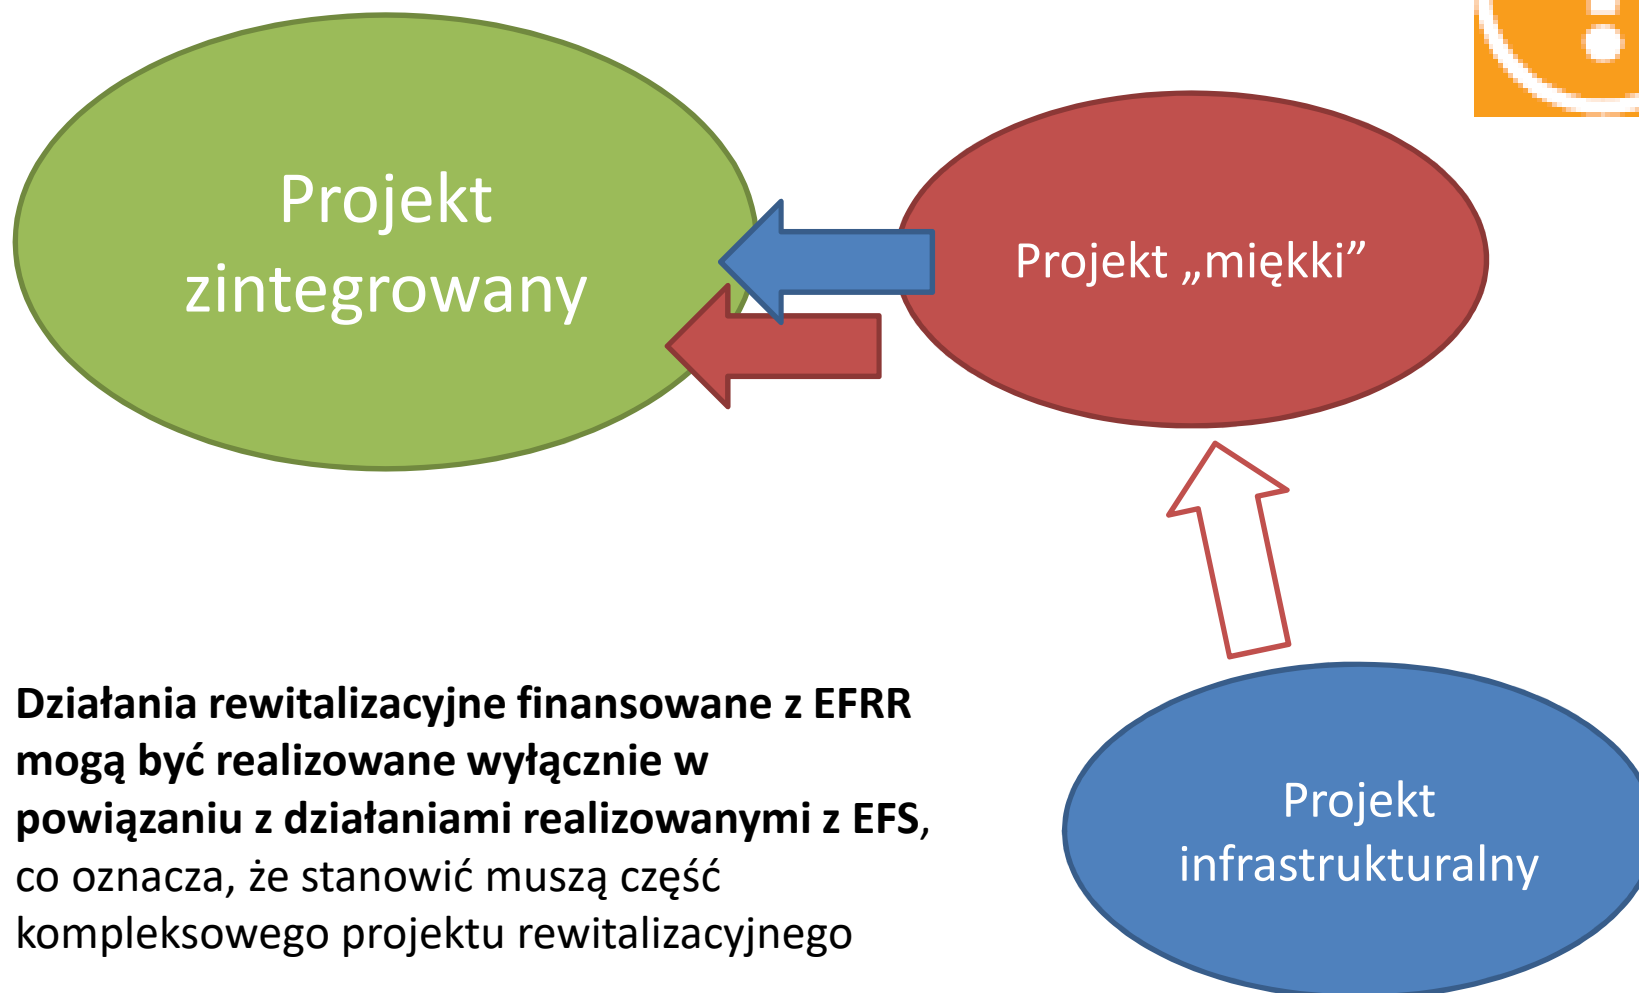 Projekt
zintegrowany
Projekt „miękki”
Działania rewitalizacyjne finansowane z EFRR
mogą być realizowane wyłącznie w
powiązaniu z działaniami realizowanymi z EFS,
co oznacza, że stanowić muszą część
kompleksowego projektu rewitalizacyjnego
Projekt
infrastrukturalny